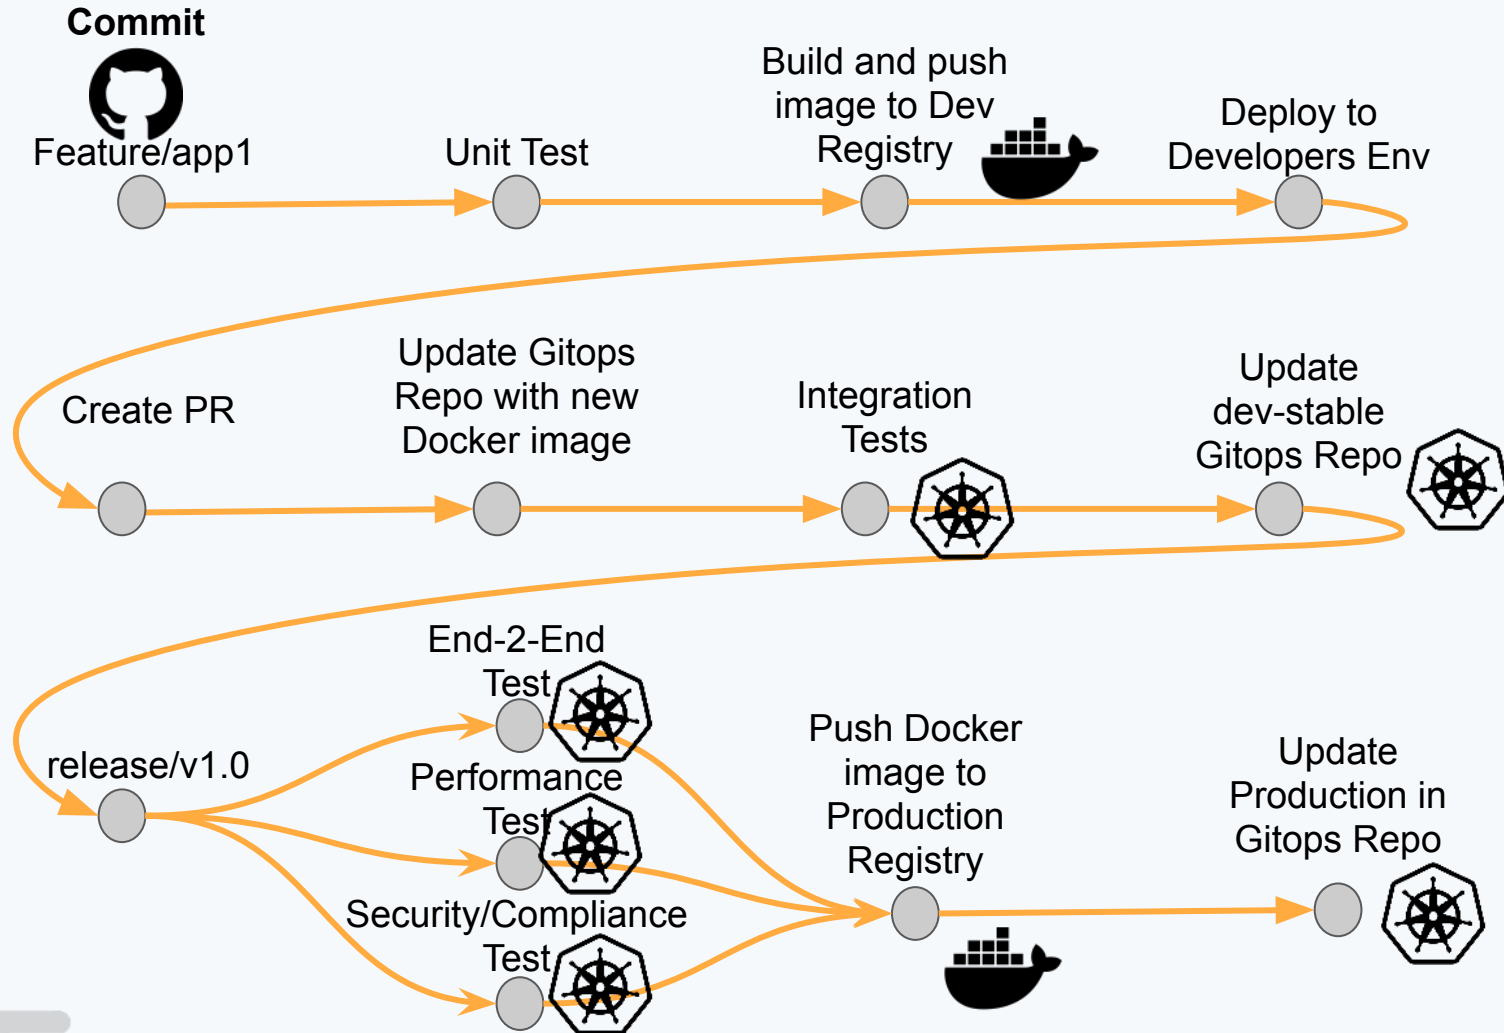 Commit
Feature/app1
Unit Test
Build and push
image to Dev
Registry
Deploy to
Developers Env
Create PR
Update Gitops
Repo with new
Docker image
Integration
Tests
Update
dev-stable
Gitops Repo
release/v1.0
End-2-End
Test
Performance
Test
Security/Compliance
Test
Push Docker
image to
Production
Registry
Update
Production in
Gitops Repo